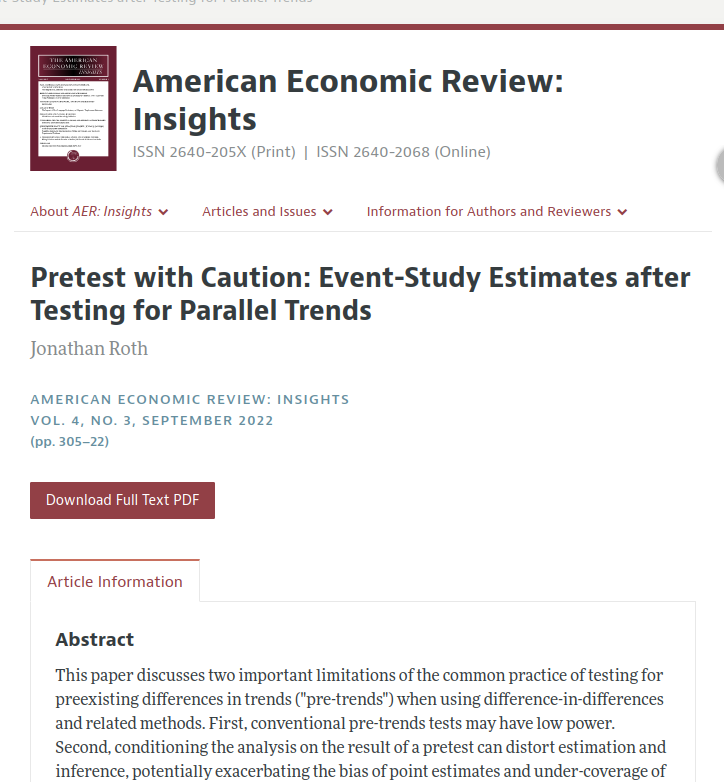 t-Study Estimates after Testing for Parallel Trends
THE AMERICAN
ECONOMIC REVIEW
Insights
American Economic Review:
Insights
ISSN 2640-205X (Print) | ISSN 2640-2068 (Online)
About AER: Insights
Articles and Issues
Information for Authors and Reviewers
Pretest with Caution: Event-Study Estimates after
Testing for Parallel Trends
Jonathan Roth
AMERICAN ECONOMIC REVIEW: INSIGHTS
VOL. 4, NO. 3, SEPTEMBER 2022
(pp. 305–22)
Download Full Text PDF
Article Information
Abstract
This paper discusses two important limitations of the common practice of testing for
preexisting differences in trends ("pre-trends") when using difference-in-differences
and related methods. First, conventional pre-trends tests may have low power.
Second, conditioning the analysis on the result of a pretest can distort estimation and
inference, potentially exacerbating the bias of point estimates and under-coverage of